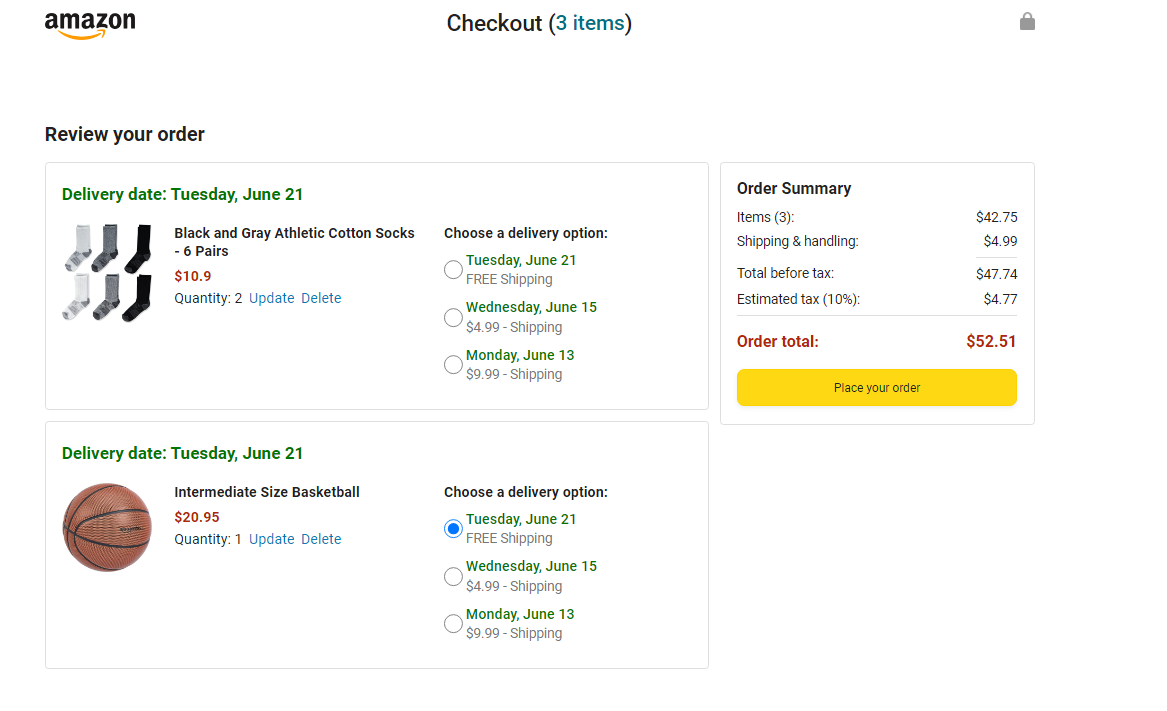 amazon
Checkout (3 items)
Review your order
Delivery date: Tuesday, June 21
Black and Gray Athletic Cotton Socks
- 6 Pairs
$10.9
Quantity: 2 Update Delete
Choose a delivery option:
Tuesday, June 21
FREE Shipping
Wednesday, June 15
$4.99 - Shipping
Monday, June 13
$9.99 - Shipping
Delivery date: Tuesday, June 21
Intermediate Size Basketball
$20.95
Quantity: 1 Update Delete
Choose a delivery option:
Tuesday, June 21
FREE Shipping
Wednesday, June 15
$4.99 - Shipping
Monday, June 13
$9.99 - Shipping
Order Summary
Items (3): $42.75
Shipping & handling: $4.99
Total before tax: $47.74
Estimated tax (10%): $4.77
Order total: $52.51
Place your order